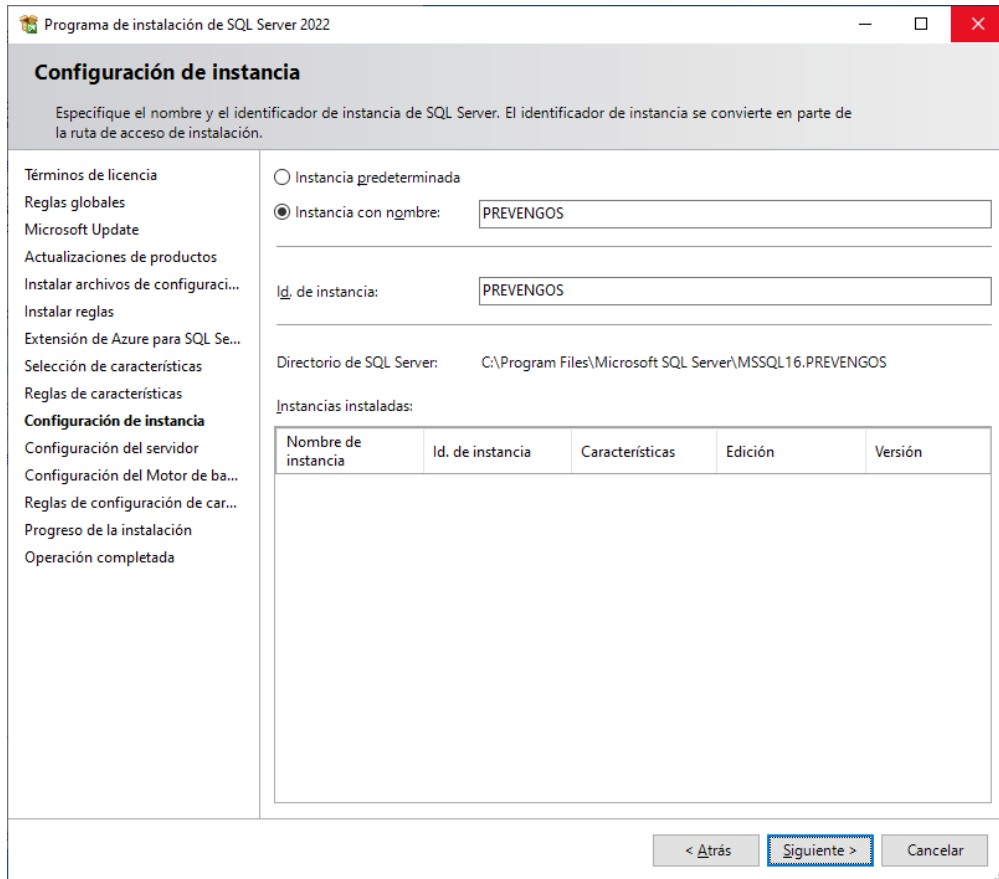 Programa de instalación de SQL Server 2022
Configuración de instancia
Especifique el nombre y el identificador de instancia de SQL Server. El identificador de instancia se convierte en parte de
la ruta de acceso de instalación.
Términos de licencia
Reglas globales
Microsoft Update
Actualizaciones de productos
Instalar archivos de configuraci...
Instalar reglas
Extensión de Azure para SQL Se...
Selección de características
Reglas de características
Configuración de instancia
Configuración del servidor
Configuración del Motor de ba...
Reglas de configuración de car...
Progreso de la instalación
Operación completada
Instancia predeterminada
Instancia con nombre: PREVENGOS
Id. de instancia: PREVENGOS
Directorio de SQL Server: C:\Program Files\Microsoft SQL Server\MSSQL16.PREVENGOS
Instancias instaladas:
Nombre de
instancia
Id. de instancia
Características
Edición
Versión
< Atrás
Siguiente >
Cancelar